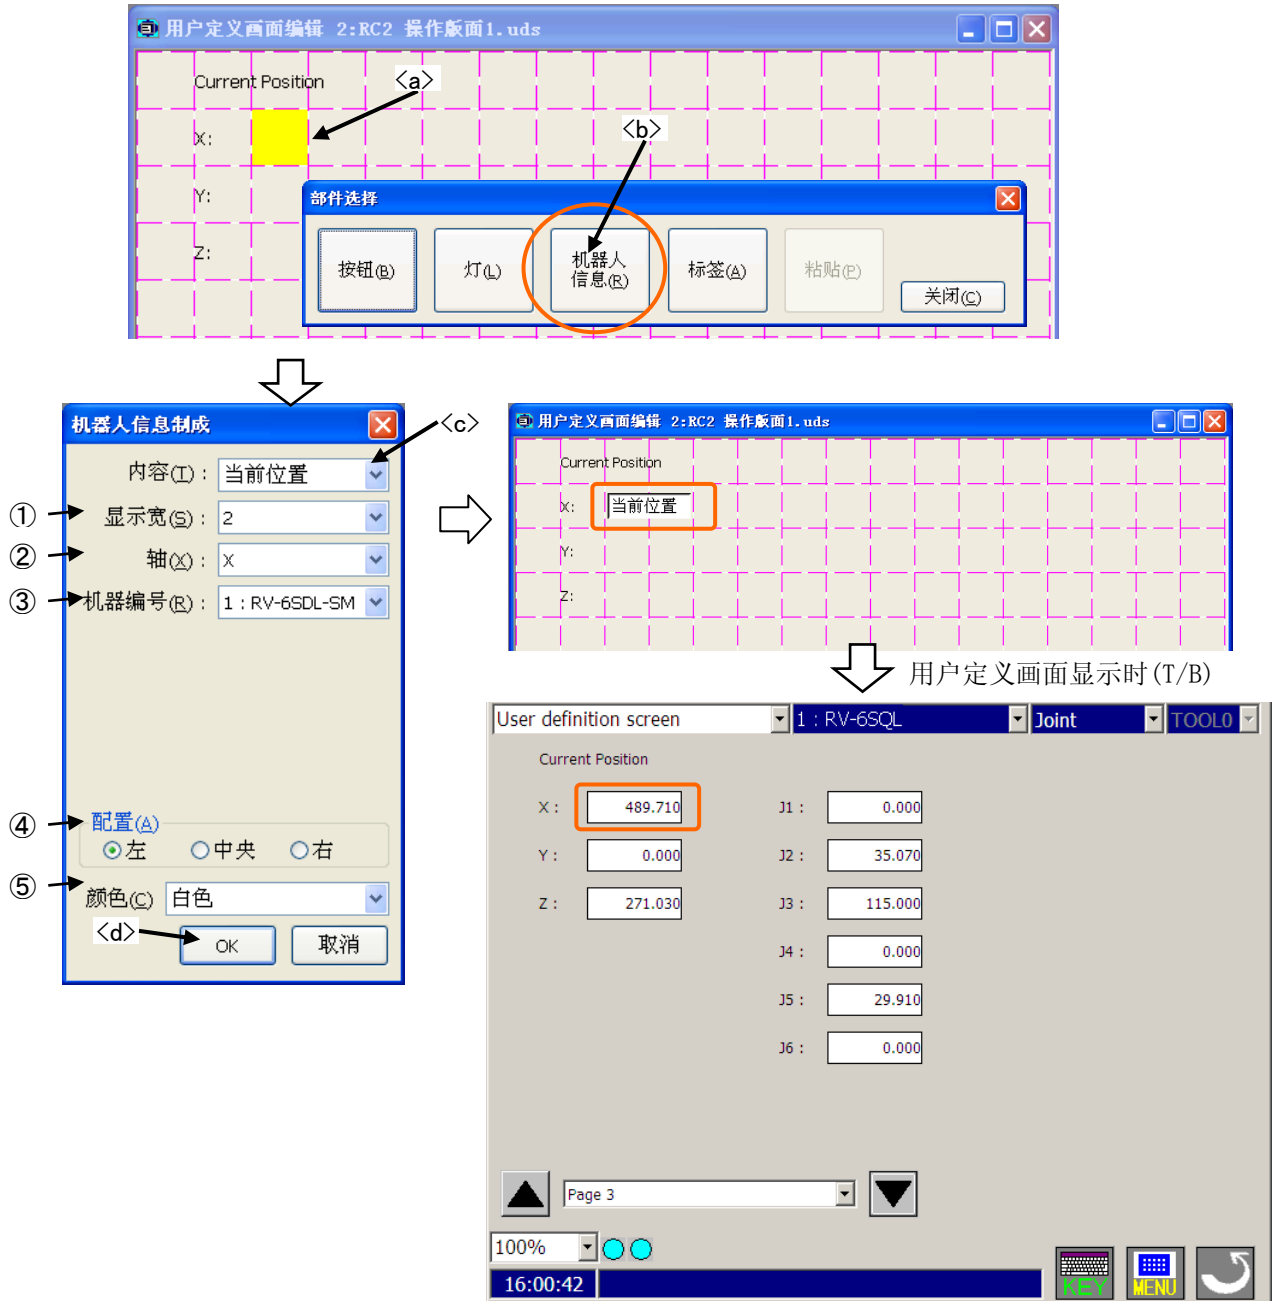 用户定义画面编辑 2:RC2 操作版面1.uds
Current Position
<a>
X:
<b>
Y:
部件选择
Z:
按钮(B)
灯(L)
机器人
信息(R)
标签(A)
粘贴(P)
关闭(C)
机器人信息制成
<c>
内容(T):
当前位置
① 显示宽(S): 2
② 轴(X): X
③ 机器编号(R): 1 : RV-6SDL-SM
④ 配置(A)
左 中央 右
⑤ 颜色(C) 白色
<d>
OK
取消
用户定义画面编辑 2:RC2 操作版面1.uds
Current Position
X: 当前位置
Y:
Z:
用户定义画面显示时(T/B)
User definition screen 1 : RV-6SQL Joint TOOL0
Current Position
X : 489.710 J1 : 0.000
Y : 0.000 J2 : 35.070
Z : 271.030 J3 : 115.000
J4 : 0.000
J5 : 29.910
J6 : 0.000
Page 3
100%
16:00:42
KEY
MENU